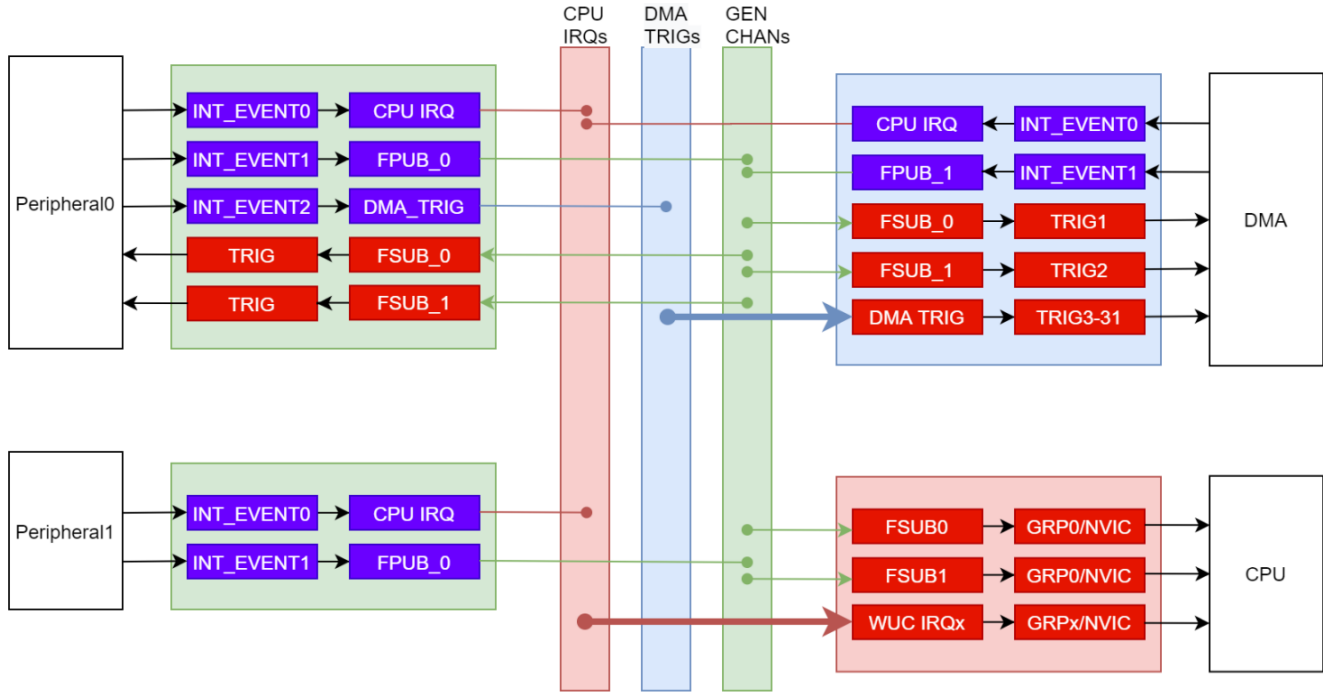 CPU
IRQs
DMA
TRIGs
GEN
CHANs
Peripheral0
INT_EVENT0
CPU IRQ
INT_EVENT1
FPUB_0
INT_EVENT2
DMA_TRIG
TRIG
FSUB_0
TRIG
FSUB_1
CPU IRQ
INT_EVENT0
FPUB_1
INT_EVENT1
FSUB_0
TRIG1
FSUB_1
TRIG2
DMA TRIG
TRIG3-31
DMA
Peripheral1
INT_EVENT0
CPU IRQ
INT_EVENT1
FPUB_0
FSUB0
GRP0/NVIC
FSUB1
GRP0/NVIC
WUC IRQx
GRPx/NVIC
CPU